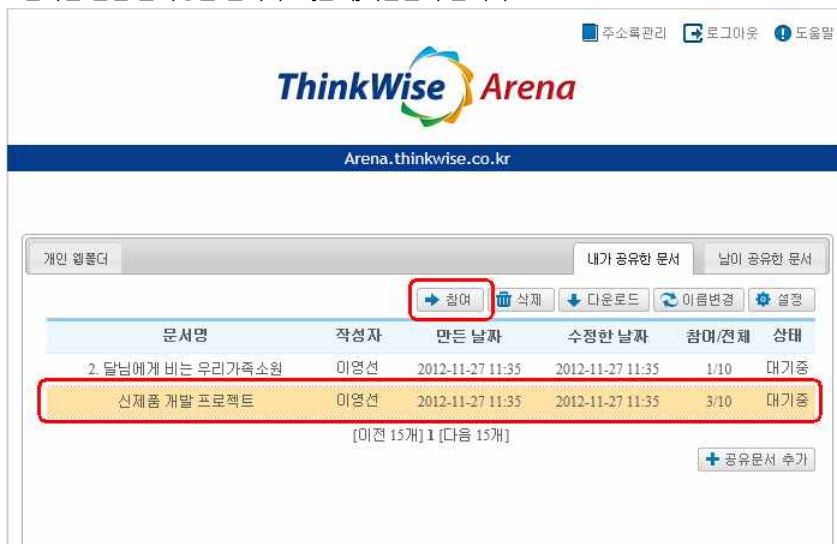 주소록관리 로그아웃 도움말
ThinkWise Arena
Arena.thinkwise.co.kr
개인 웹폴더 내가 공유한 문서 남이 공유한 문서
참여 삭제 다운로드 이름변경 설정
문서명 작성자 만든 날짜 수정한 날짜 참여/전체 상태
2. 달님에게 비는 우리가족소원 이영선 2012-11-27 11:35 2012-11-27 11:35 1/10 대기중
신제품 개발 프로젝트 이영선 2012-11-27 11:35 2012-11-27 11:35 3/10 대기중
[이전 15개] 1 [다음 15개]
공유문서 추가